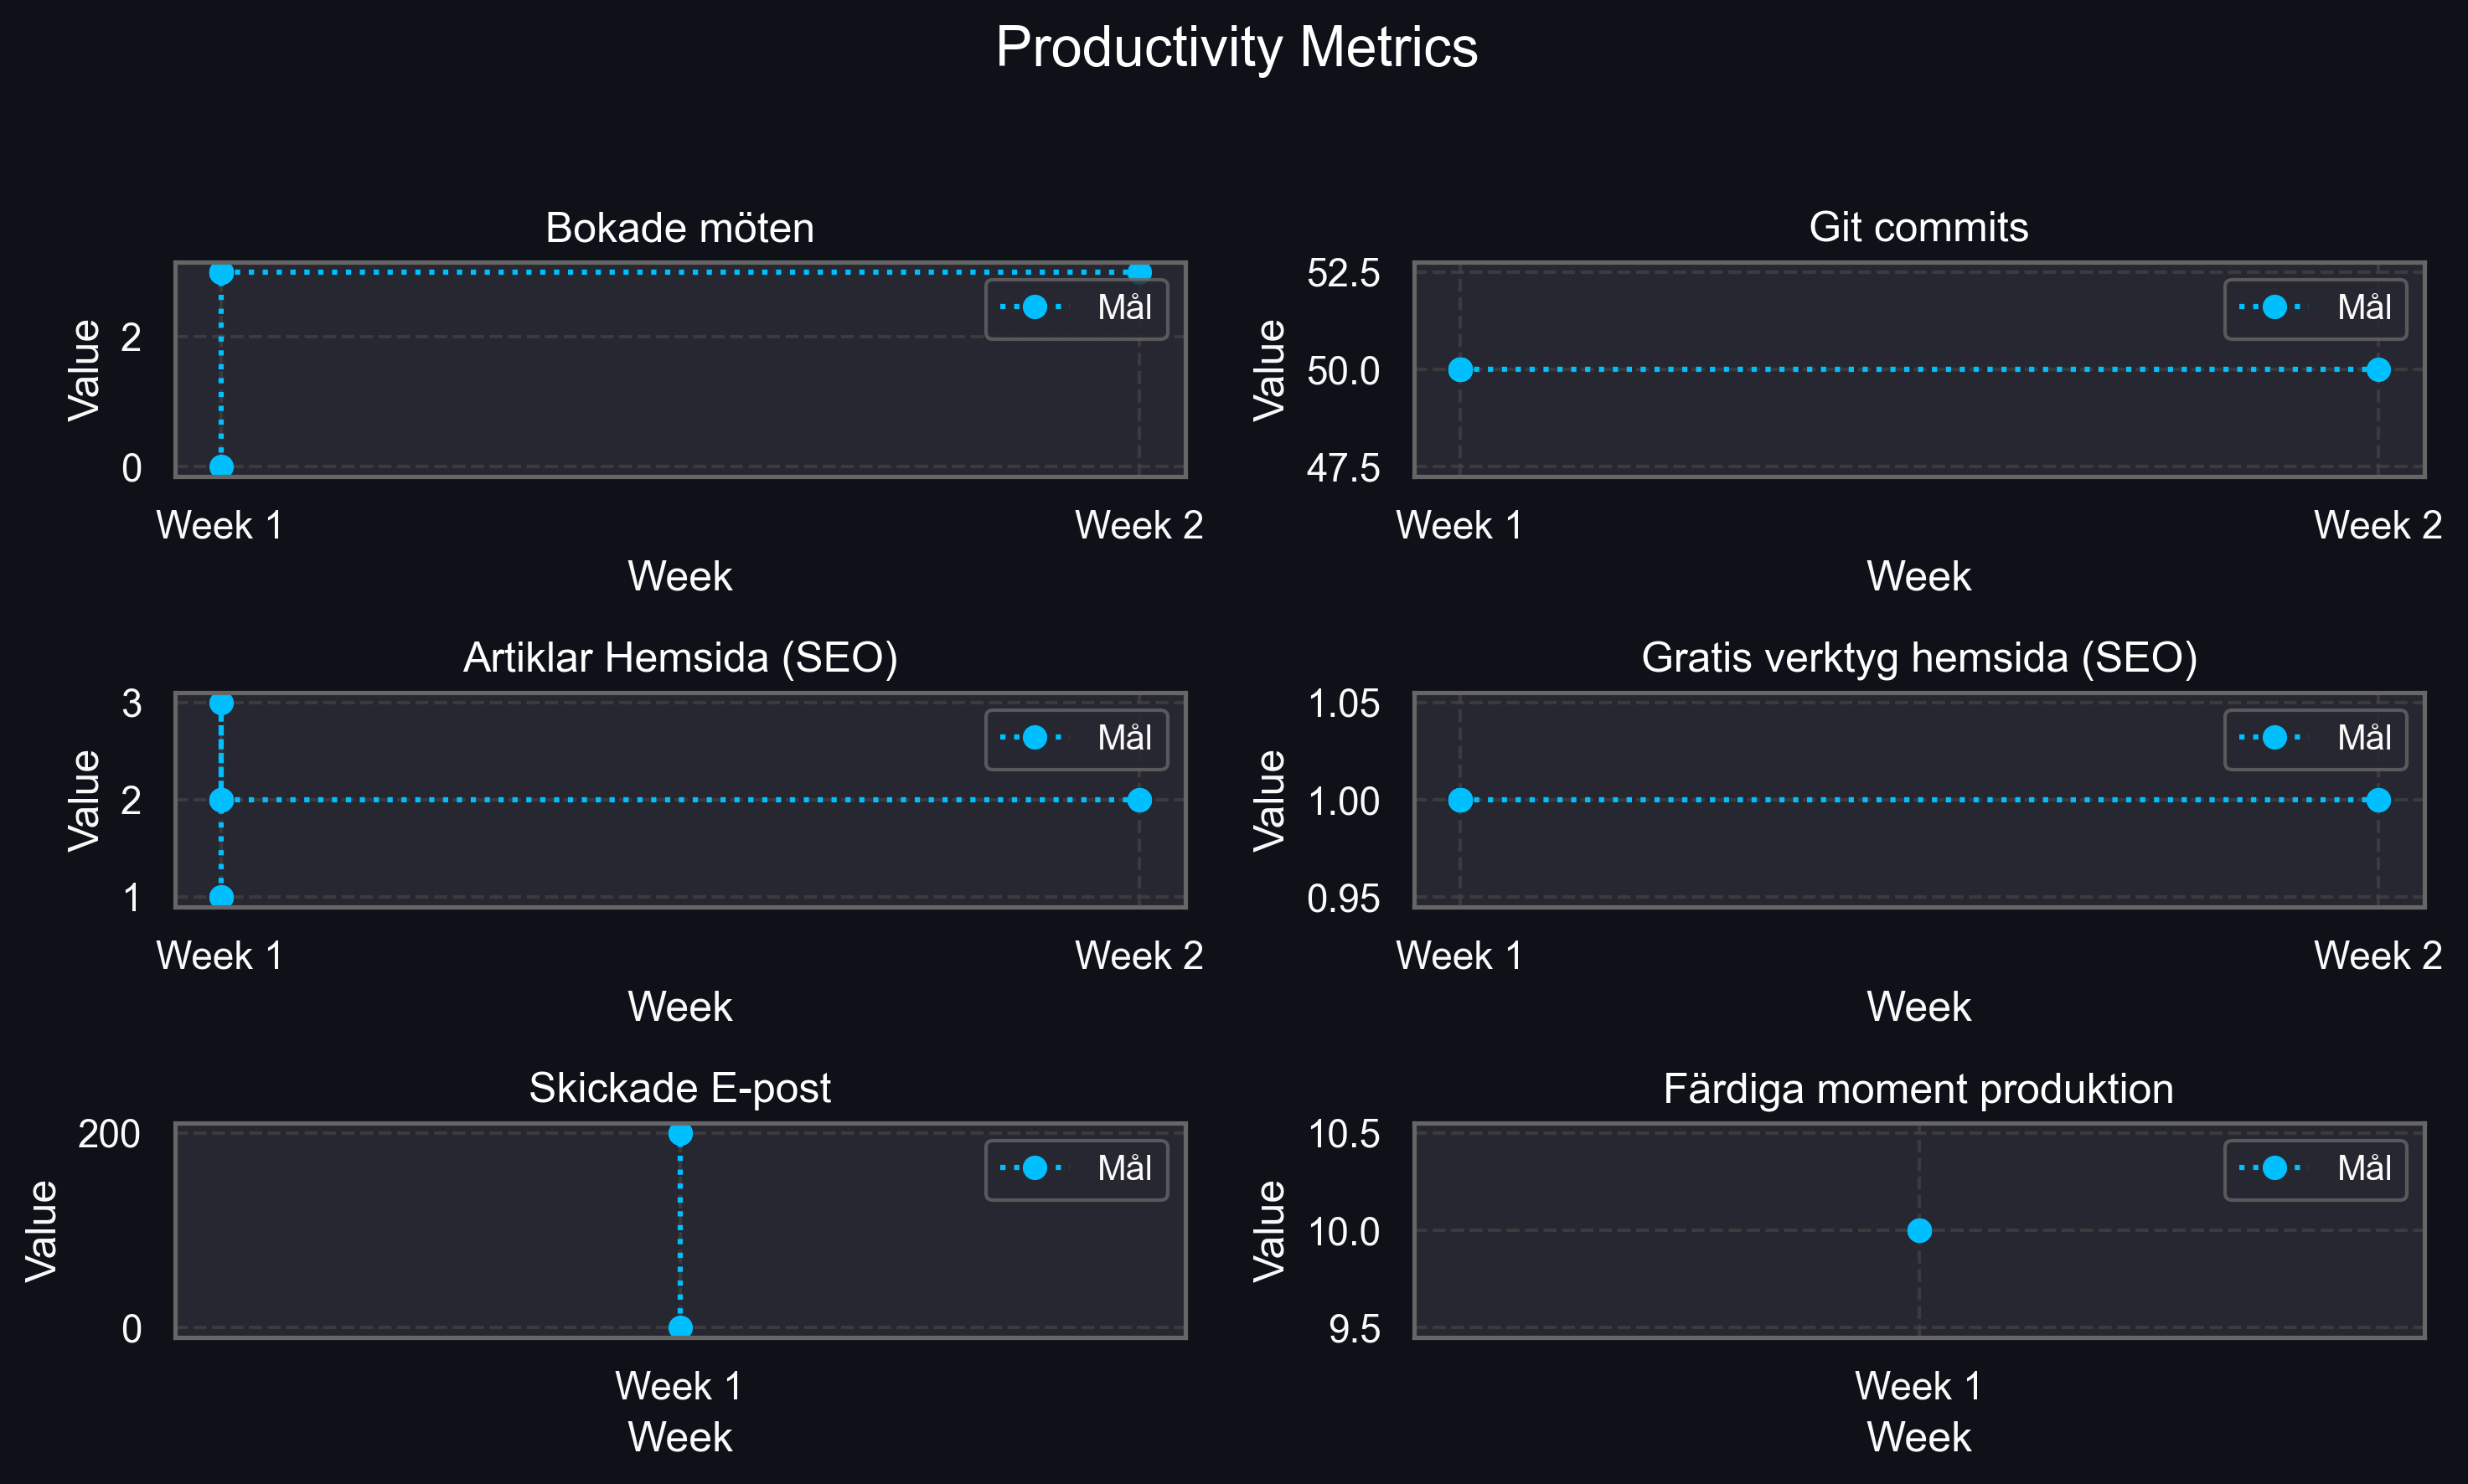 Productivity Metrics
Bokade möten
Value
2
0
Mål
Week 1
Week 2
Week
Git commits
Value
52.5
50.0
47.5
Mål
Week 1
Week 2
Week
Artiklar Hemsida (SEO)
Value
3
2
1
Mål
Week 1
Week 2
Week
Gratis verktyg hemsida (SEO)
Value
1.05
1.00
0.95
Mål
Week 1
Week 2
Week
Skickade E-post
Value
200
0
Mål
Week 1
Week
Färdiga moment produktion
Value
10.5
10.0
9.5
Mål
Week 1
Week